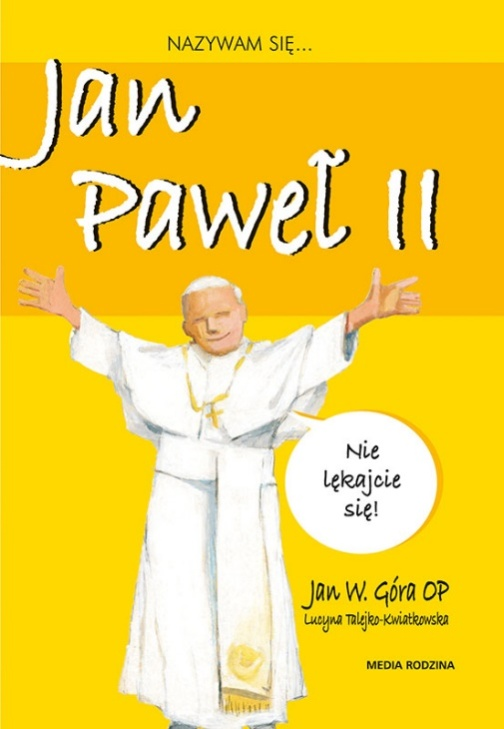 NAZYWAM SIĘ...
Jan
Paweł II
Nie
lękajcie
się!
Jan W. Góra OP
Lucyna Talejko-Kwiatkowska
MEDIA RODZINA